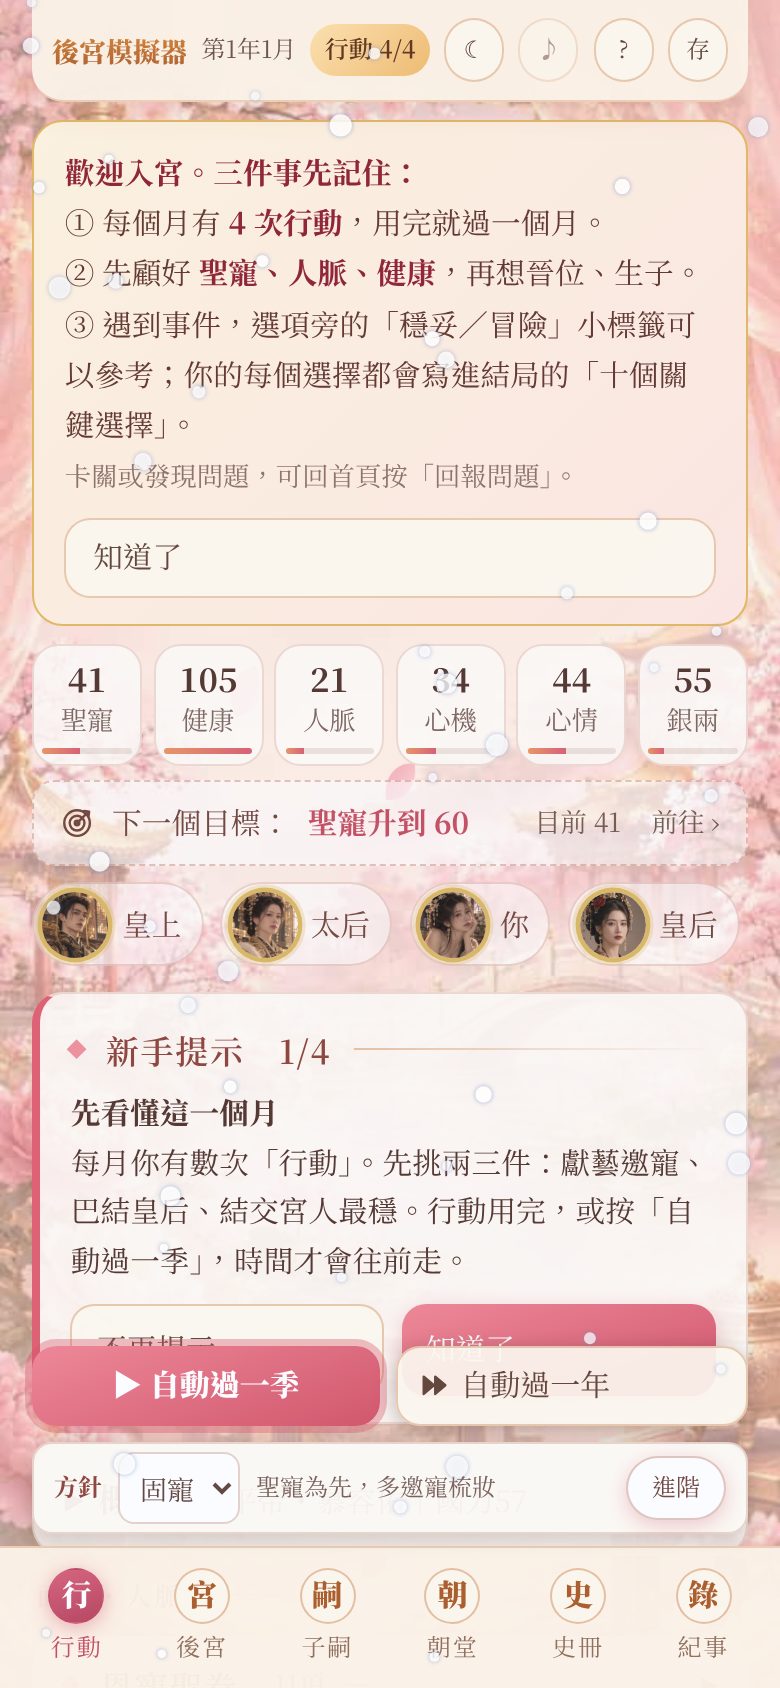 後宮模擬器 第1年1月 行動 4/4 ☾ ♪ ? 存
歡迎入宮。三件事先記住：
① 每個月有 4 次行動，用完就過一個月。
② 先顧好 聖寵、人脈、健康，再想晉位、生子。
③ 遇到事件，選項旁的「穩妥／冒險」小標籤可
以參考；你的每個選擇都會寫進結局的「十個關
鍵選擇」。
卡關或發現問題，可回首頁按「回報問題」。
知道了
41 105 21 34 44 55
聖寵 健康 人脈 心機 心情 銀兩
下一個目標： 聖寵升到 60 目前 41 前往 ›
皇上 太后 你 皇后
新手提示 1/4
先看懂這一個月
每月你有數次「行動」。先挑兩三件：獻藝邀寵、
巴結皇后、結交宮人最穩。行動用完，或按「自
動過一季」，時間才會往前走。
不再提示 知道了
▶ 自動過一季 自動過一年
方針 固寵 聖寵為先，多邀寵梳妝 進階
行 宮 嗣 朝 史 錄
行動 後宮 子嗣 朝堂 史冊 紀事